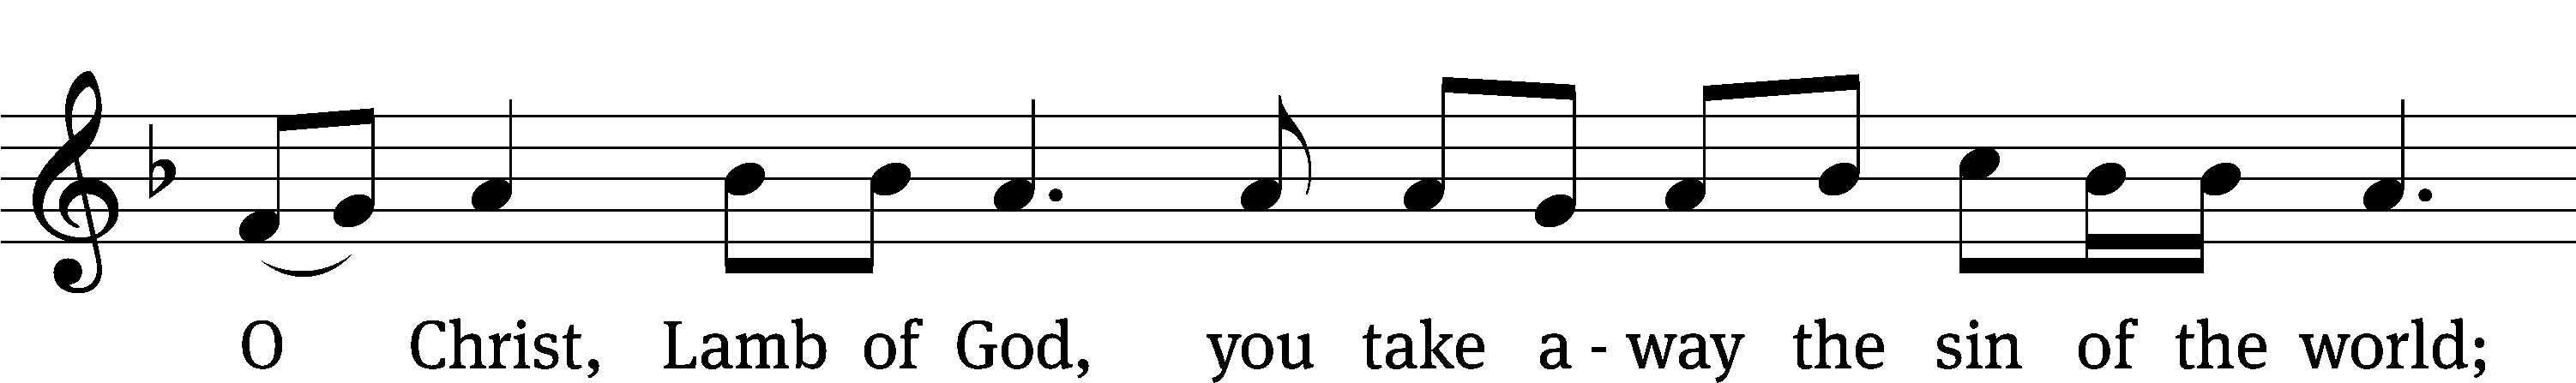 O Christ, Lamb of God, you take a - way the sin of the world;